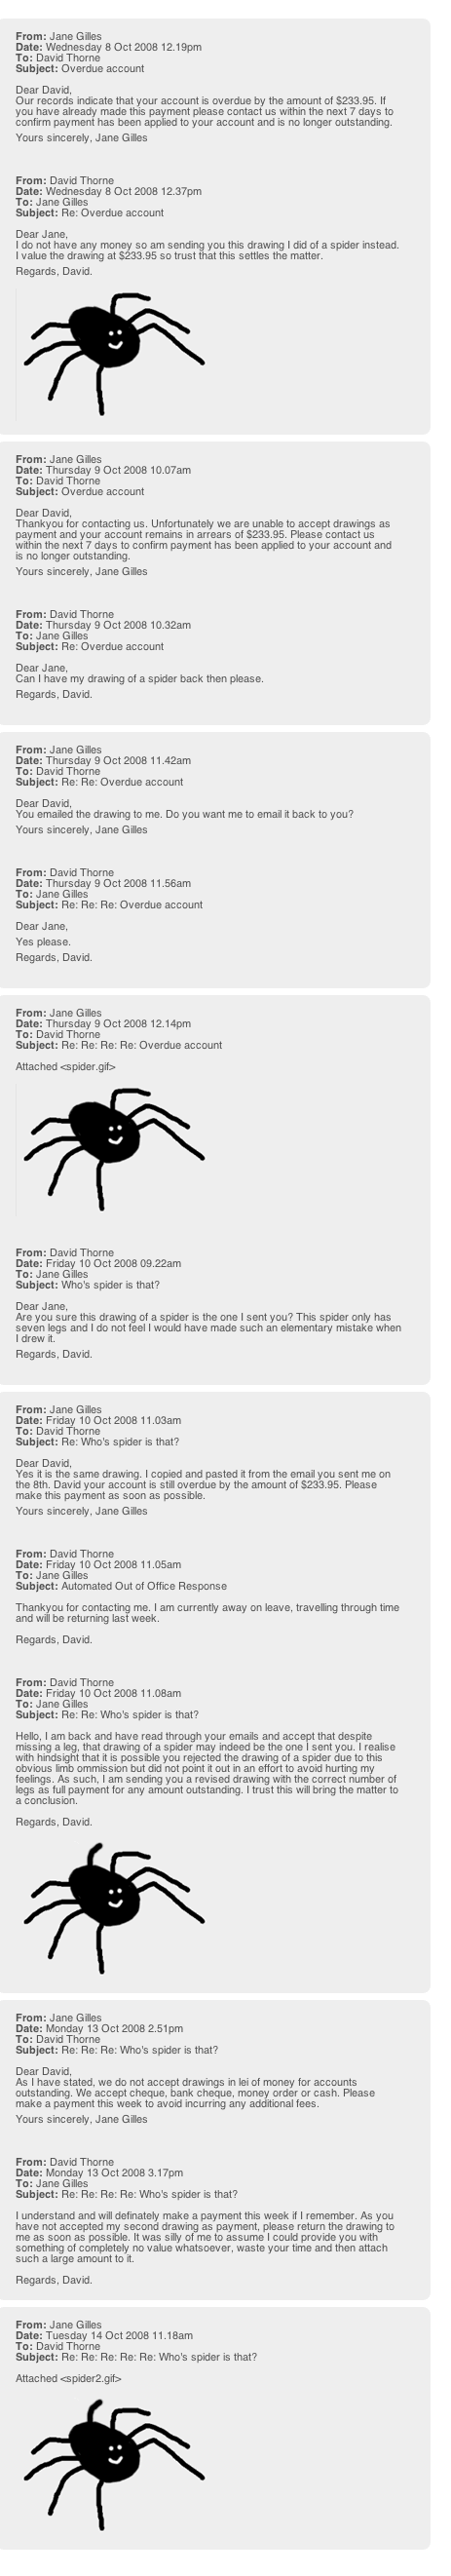 From: Jane Gilles
Date: Wednesday 8 Oct 2008 12.19pm
To: David Thorne
Subject: Overdue account
Dear David,
Our records indicate that your account is overdue by the amount of $233.95. If
you have already made this payment please contact us within the next 7 days to
confirm payment has been applied to your account and is no longer outstanding.
Yours sincerely, Jane Gilles
From: David Thorne
Date: Wednesday 8 Oct 2008 12.37pm
To: Jane Gilles
Subject: Re: Overdue account
Dear Jane,
I do not have any money so am sending you this drawing I did of a spider instead.
I value the drawing at $233.95 so trust that this settles the matter.
Regards, David.
From: Jane Gilles
Date: Thursday 9 Oct 2008 10.07am
To: David Thorne
Subject: Overdue account
Dear David,
Thankyou for contacting us. Unfortunately we are unable to accept drawings as
payment and your account remains in arrears of $233.95. Please contact us
within the next 7 days to confirm payment has been applied to your account and
is no longer outstanding.
Yours sincerely, Jane Gilles
From: David Thorne
Date: Thursday 9 Oct 2008 10.32am
To: Jane Gilles
Subject: Re: Overdue account
Dear Jane,
Can I have my drawing of a spider back then please.
Regards, David.
From: Jane Gilles
Date: Thursday 9 Oct 2008 11.42am
To: David Thorne
Subject: Re: Re: Overdue account
Dear David,
You emailed the drawing to me. Do you want me to email it back to you?
Yours sincerely, Jane Gilles
From: David Thorne
Date: Thursday 9 Oct 2008 11.56am
To: Jane Gilles
Subject: Re: Re: Re: Overdue account
Dear Jane,
Yes please.
Regards, David.
From: Jane Gilles
Date: Thursday 9 Oct 2008 12.14pm
To: David Thorne
Subject: Re: Re: Re: Re: Overdue account
Attached <spider.gif>
From: David Thorne
Date: Friday 10 Oct 2008 09.22am
To: Jane Gilles
Subject: Who's spider is that?
Dear Jane,
Are you sure this drawing of a spider is the one I sent you? This spider only has
seven legs and I do not feel I would have made such an elementary mistake when
I drew it.
Regards, David.
From: Jane Gilles
Date: Friday 10 Oct 2008 11.03am
To: David Thorne
Subject: Re: Who's spider is that?
Dear David,
Yes it is the same drawing. I copied and pasted it from the email you sent me on
the 8th. David your account is still overdue by the amount of $233.95. Please
make this payment as soon as possible.
Yours sincerely, Jane Gilles
From: David Thorne
Date: Friday 10 Oct 2008 11.05am
To: Jane Gilles
Subject: Automated Out of Office Response
Thankyou for contacting me. I am currently away on leave, travelling through time
and will be returning last week.
Regards, David.
From: David Thorne
Date: Friday 10 Oct 2008 11.08am
To: Jane Gilles
Subject: Re: Re: Who's spider is that?
Hello, I am back and have read through your emails and accept that despite
missing a leg, that drawing of a spider may indeed be the one I sent you. I realise
with hindsight that it is possible you rejected the drawing of a spider due to this
obvious limb ommission but did not point it out in an effort to avoid hurting my
feelings. As such, I am sending you a revised drawing with the correct number of
legs as full payment for any amount outstanding. I trust this will bring the matter to
a conclusion.
Regards, David.
From: Jane Gilles
Date: Monday 13 Oct 2008 2.51pm
To: David Thorne
Subject: Re: Re: Re: Who's spider is that?
Dear David,
As I have stated, we do not accept drawings in lei of money for accounts
outstanding. We accept cheque, bank cheque, money order or cash. Please
make a payment this week to avoid incurring any additional fees.
Yours sincerely, Jane Gilles
From: David Thorne
Date: Monday 13 Oct 2008 3.17pm
To: Jane Gilles
Subject: Re: Re: Re: Re: Who's spider is that?
I understand and will definately make a payment this week if I remember. As you
have not accepted my second drawing as payment, please return the drawing to
me as soon as possible. It was silly of me to assume I could provide you with
something of completely no value whatsoever, waste your time and then attach
such a large amount to it.
Regards, David.
From: Jane Gilles
Date: Tuesday 14 Oct 2008 11.18am
To: David Thorne
Subject: Re: Re: Re: Re: Re: Who's spider is that?
Attached <spider2.gif>